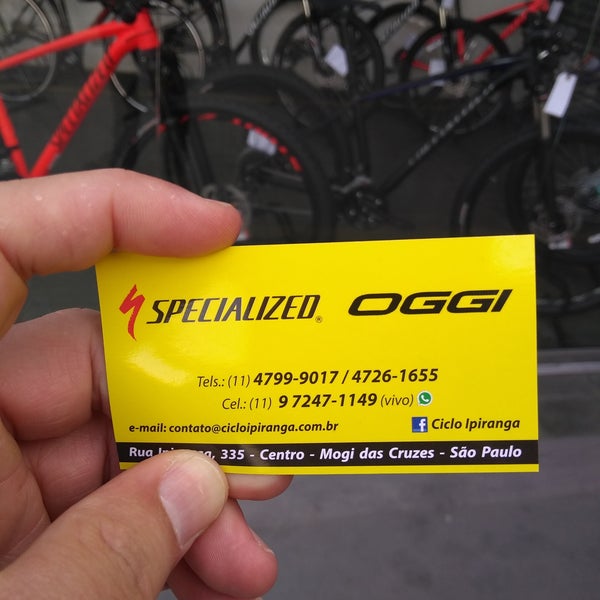 SPECIALIZED® OGGI
Tels.: (11) 4799-9017 / 4726-1655
Cel.: (11) 9 7247-1149 (vivo)
e-mail: contato@cicloipiranga.com.br
Ciclo Ipiranga
Rua 335 - Centro - Mogi das Cruzes - São Paulo